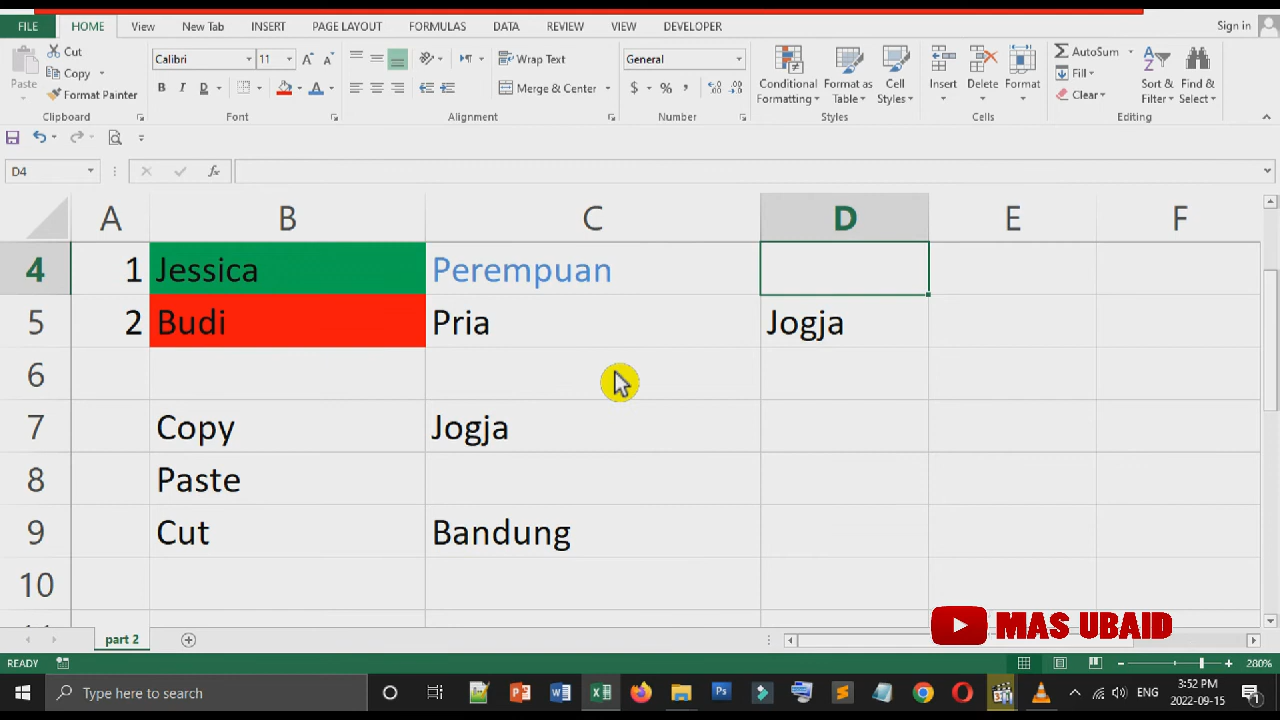 FILE HOME View New Tab INSERT PAGE LAYOUT FORMULAS DATA REVIEW VIEW DEVELOPER Sign in
Paste Cut Copy Format Painter Clipboard
Calibri 11 A A B I D A Font
Wrap Text Merge & Center Alignment
General $ % , Number
Conditional Formatting Format as Table Cell Styles Styles
Insert Delete Format Cells
AutoSum Fill Clear Sort & Filter Find & Select Editing
D4 fx
A B C D E F
4 1 Jessica Perempuan
5 2 Budi Pria Jogja
6
7 Copy Jogja
8 Paste
9 Cut Bandung
10
MAS UBAID
part 2
READY 280%
Type here to search ENG 3:52 PM
2022-09-15